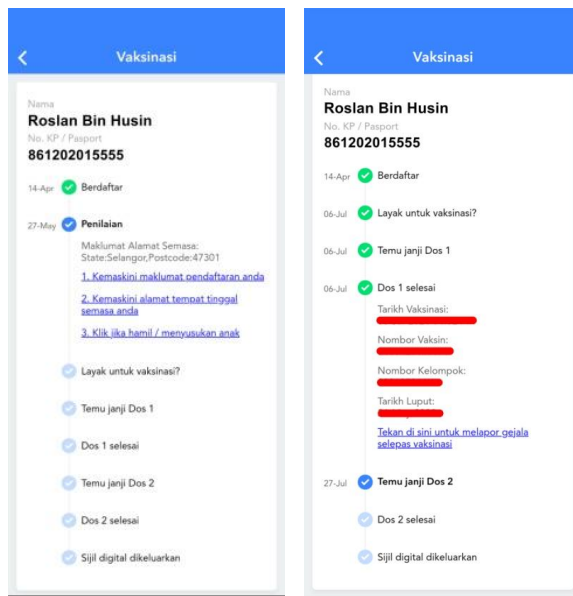 Vaksinasi
Nama
Roslan Bin Husin
No. KP / Pasport
861202015555
14-Apr Berdaftar
27-May Penilaian
Maklumat Alamat Semasa:
State:Selangor,Postcode:47301
1. Kemaskini maklumat pendaftaran anda
2. Kemaskini alamat tempat tinggal
semasa anda
3. Klik jika hamil / menyusukan anak
Layak untuk vaksinasi?
Temu janji Dos 1
Dos 1 selesai
Temu janji Dos 2
Dos 2 selesai
Sijil digital dikeluarkan
Vaksinasi
Nama
Roslan Bin Husin
No. KP / Pasport
861202015555
14-Apr Berdaftar
06-Jul Layak untuk vaksinasi?
06-Jul Temu janji Dos 1
06-Jul Dos 1 selesai
Tarikh Vaksinasi:
Nombor Vaksin:
Nombor Kelompok:
Tarikh Luput:
Tekan di sini untuk melapor gejala
selepas vaksinasi
27-Jul Temu janji Dos 2
Dos 2 selesai
Sijil digital dikeluarkan